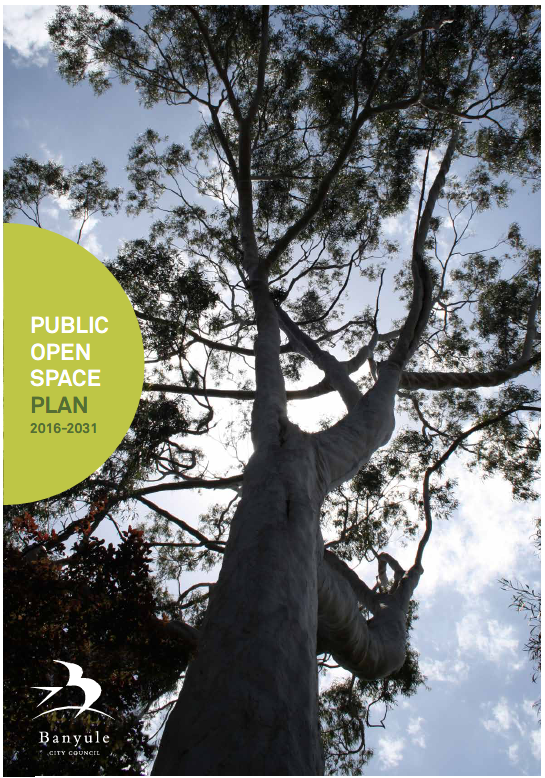 PUBLIC
OPEN
SPACE
PLAN
2016-2031
Banyule
CITY COUNCIL